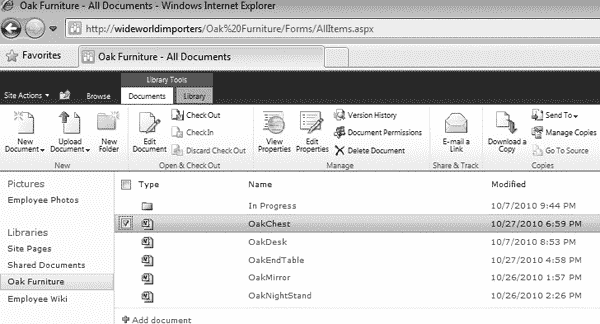 Oak Furniture - All Documents - Windows Internet Explorer
http://wideworldimporters/Oak%20Furniture/Forms/AllItems.aspx
Favorites Oak Furniture - All Documents
Library Tools
Site Actions Browse Documents Library
New Document Upload Document New Folder
New
Edit Document Check Out Check In Discard Check Out
Open & Check Out
View Properties Edit Properties Version History Document Permissions Delete Document
Manage
E-mail a Link
Share & Track
Download a Copy Send To Manage Copies Go To Source
Copies
Pictures
Employee Photos
Libraries
Site Pages
Shared Documents
Oak Furniture
Employee Wiki
Type Name Modified
In Progress 10/7/2010 9:44 PM
OakChest 10/27/2010 6:59 PM
OakDesk 10/7/2010 8:53 PM
OakEndTable 10/27/2010 4:58 PM
OakMirror 10/26/2010 1:57 PM
OakNightStand 10/26/2010 2:26 PM
Add document